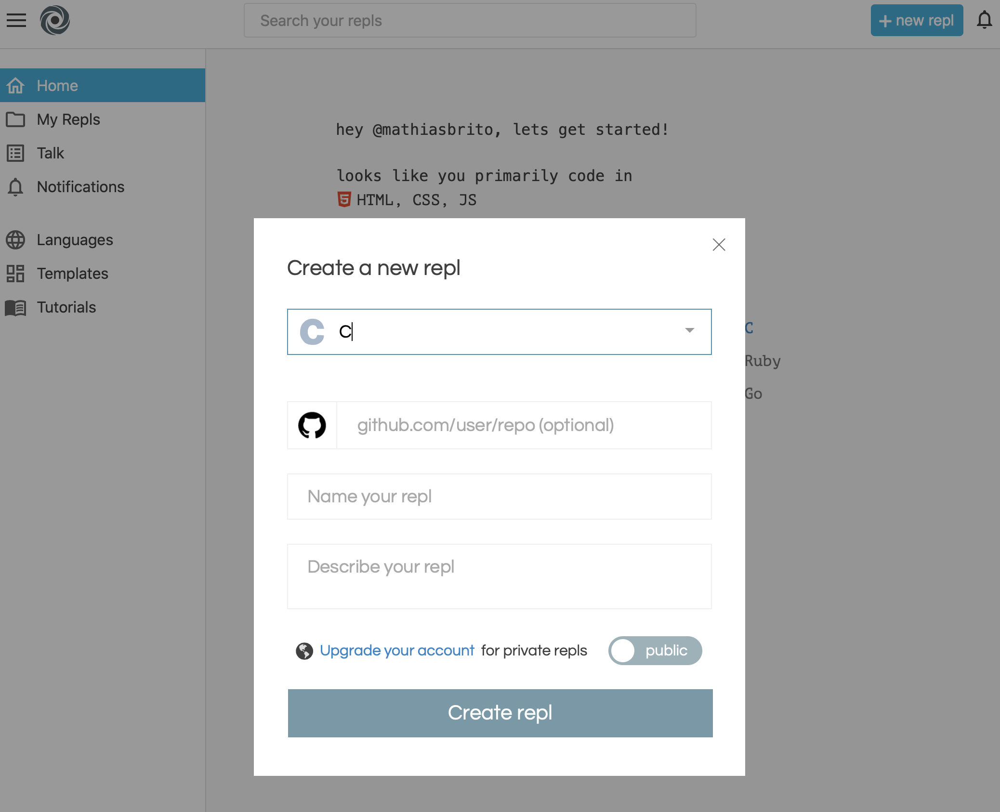 Search your repls
+ new repl
Home
My Repls
Talk
Notifications
Languages
Templates
Tutorials
hey @mathiasbrito, lets get started!
looks like you primarily code in
HTML, CSS, JS
C
Ruby
Go
Create a new repl
C
github.com/user/repo (optional)
Name your repl
Describe your repl
Upgrade your account for private repls
public
Create repl